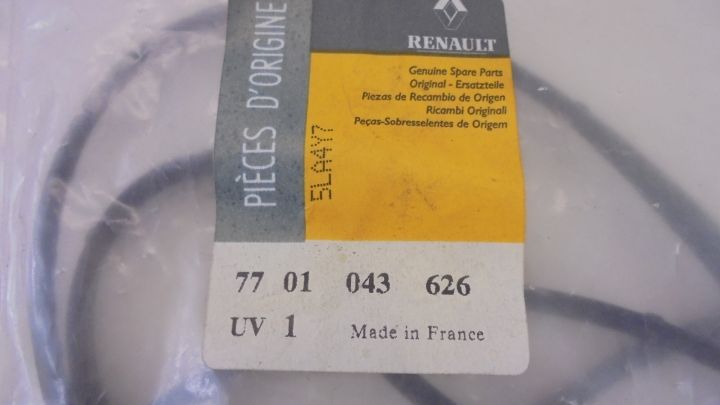 PIÈCES D'ORIGINE
RENAULT
Genuine Spare Parts
Original - Ersatzteile
Piezas de Recambio de Origen
Ricambi Originali
Peças-Sobresselentes de Origem
5LA4Y7
77 01 043 626
UV 1 Made in France